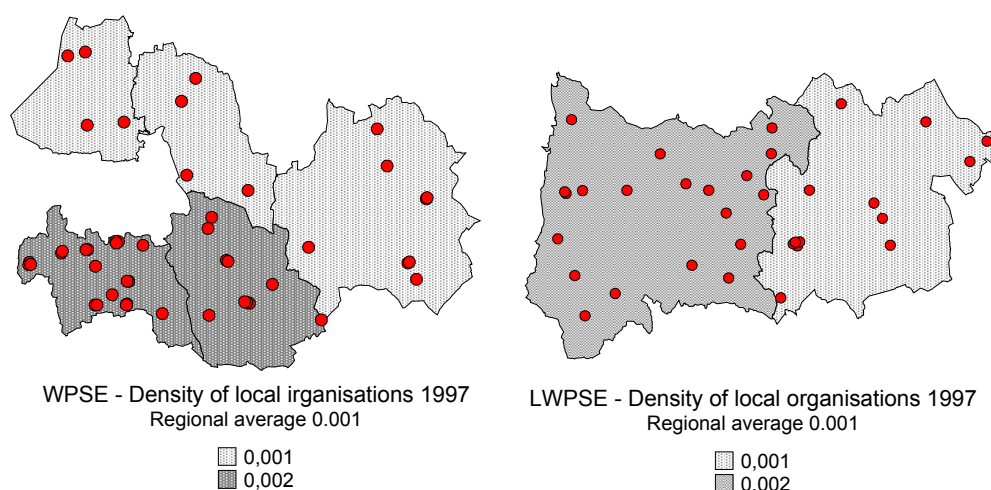 WPSE - Density of local irganisations 1997
Regional average 0.001
0,001
0,002
LWPSE - Density of local organisations 1997
Regional average 0.001
0,001
0,002